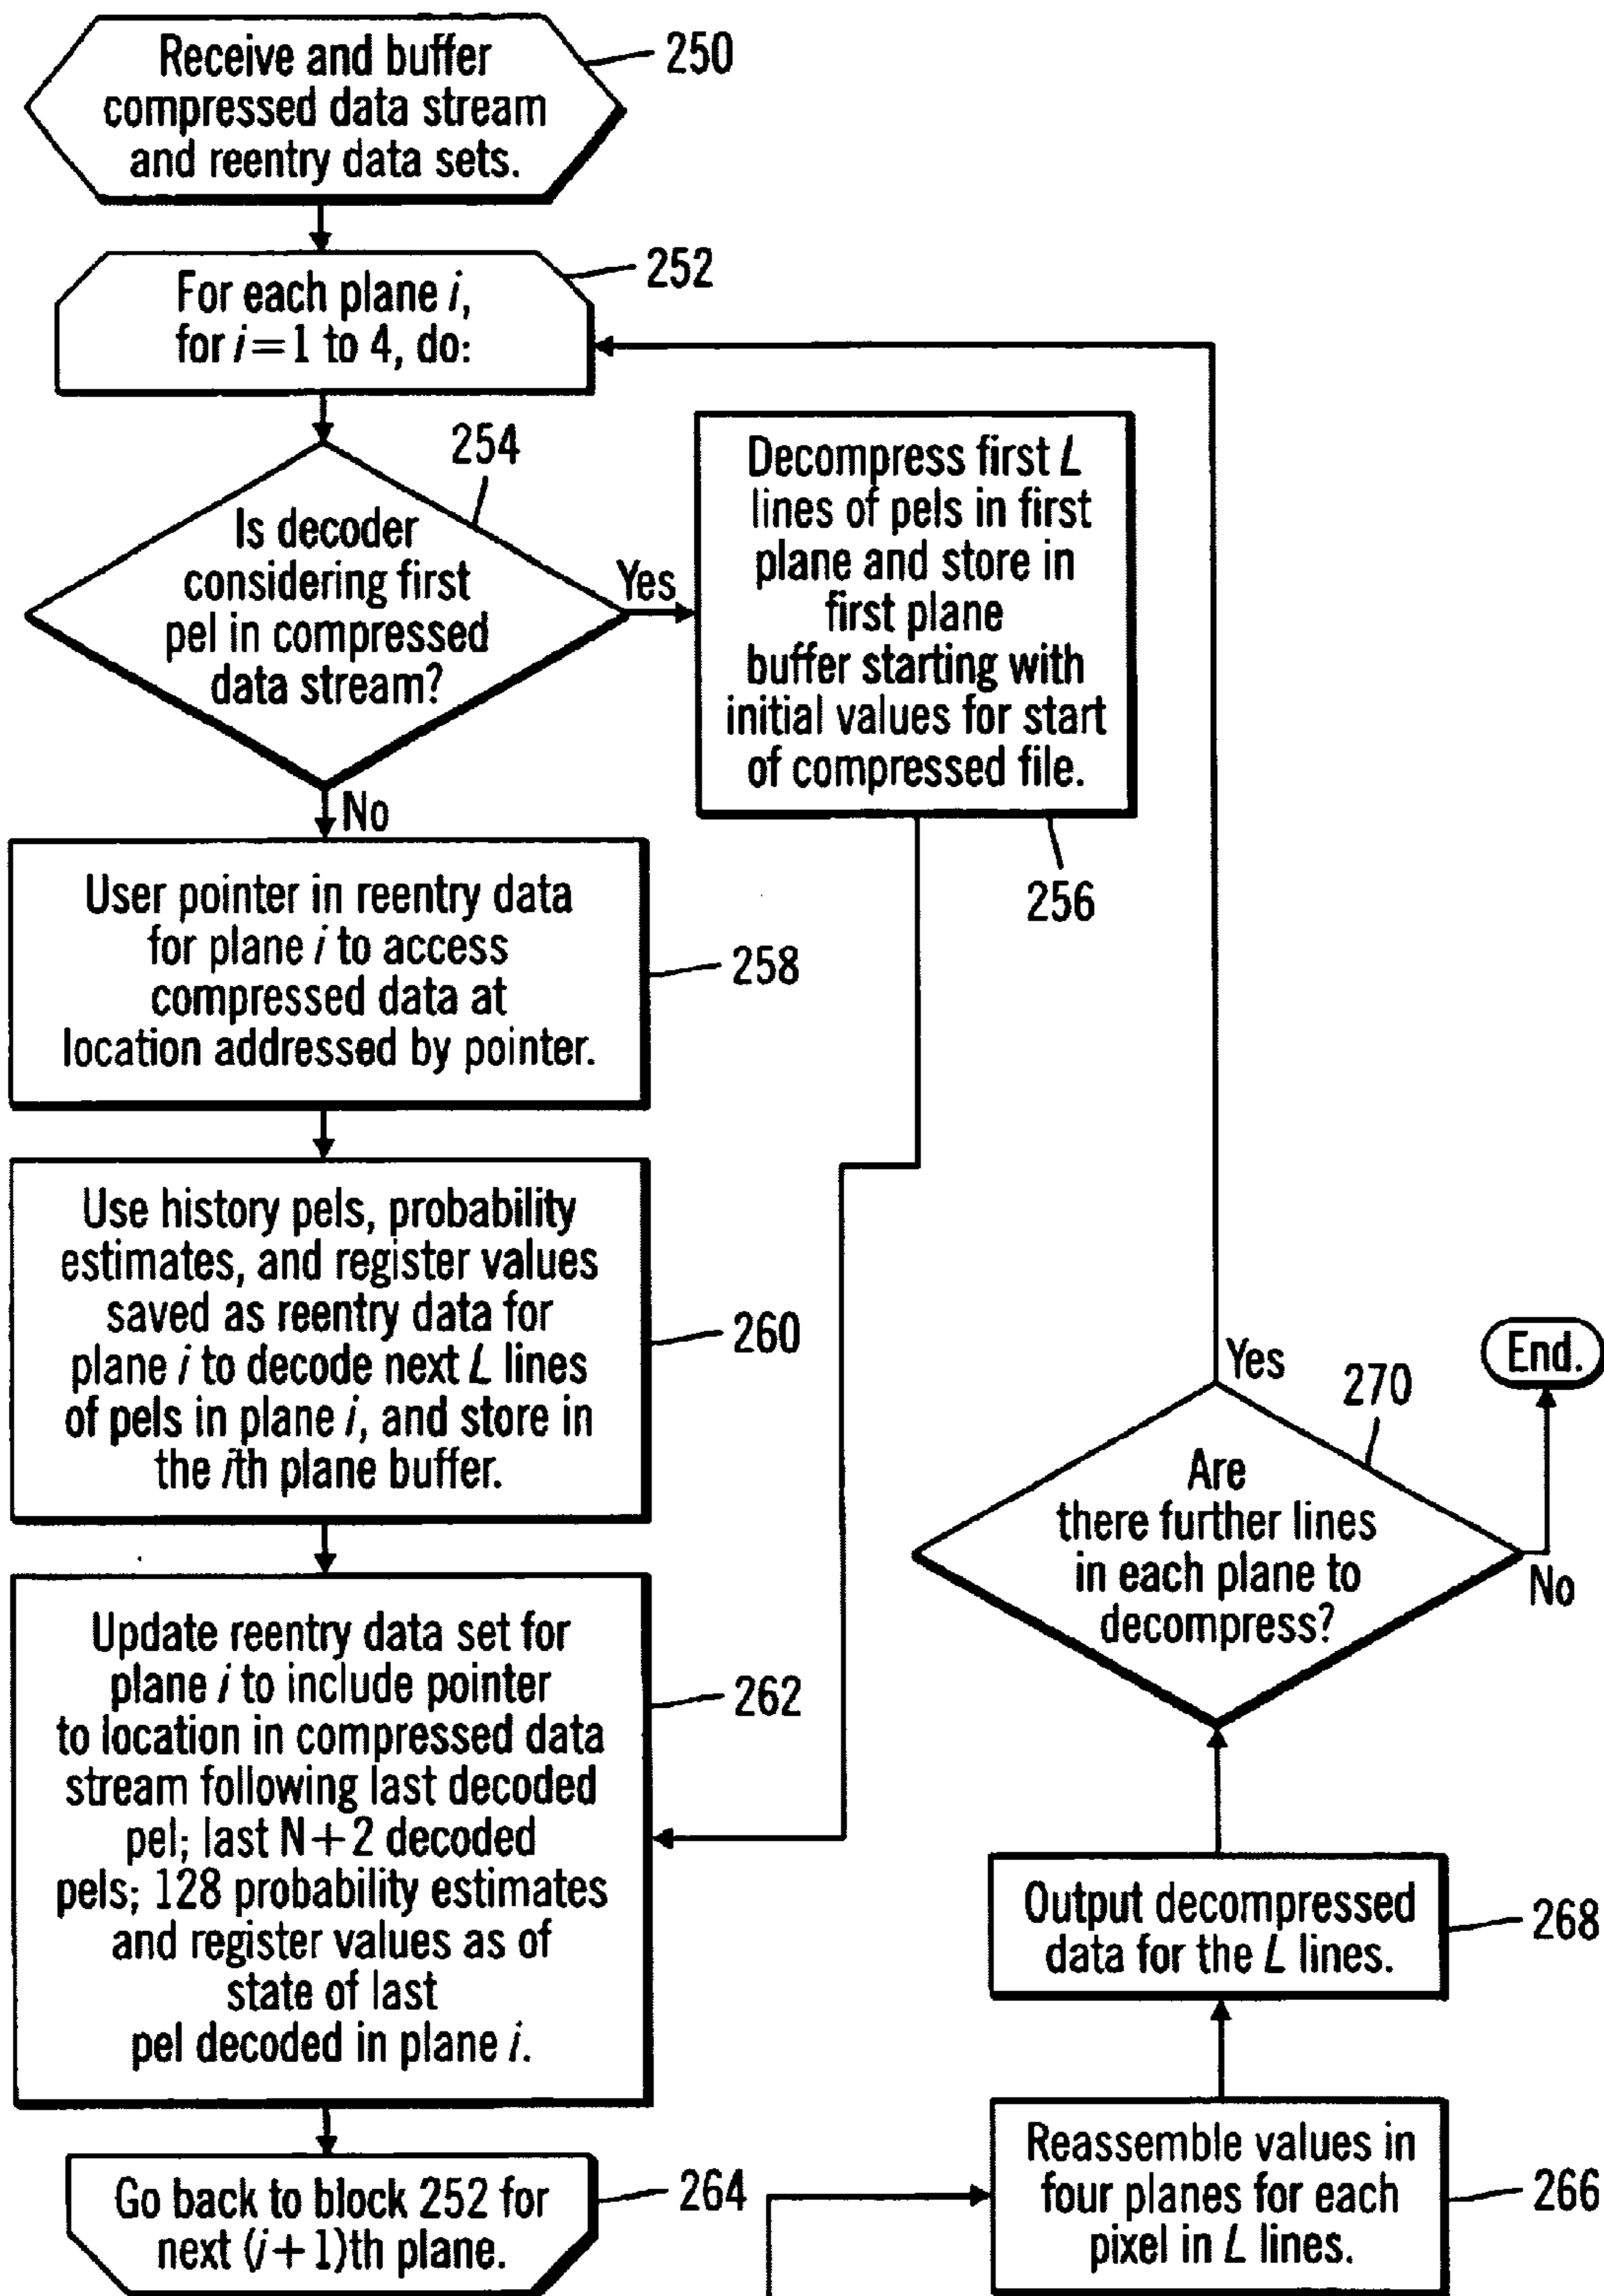 Receive and buffer
compressed data stream
and reentry data sets.
250
For each plane i,
for i=1 to 4, do:
252
254
Is decoder
considering first
pel in compressed
data stream?
Yes
No
Decompress first L
lines of pels in first
plane and store in
first plane
buffer starting with
initial values for start
of compressed file.
256
User pointer in reentry data
for plane i to access
compressed data at
location addressed by pointer.
258
Use history pels, probability
estimates, and register values
saved as reentry data for
plane i to decode next L lines
of pels in plane i, and store in
the ith plane buffer.
260
Update reentry data set for
plane i to include pointer
to location in compressed data
stream following last decoded
pel; last N+2 decoded
pels; 128 probability estimates
and register values as of
state of last
pel decoded in plane i.
262
Go back to block 252 for
next (i+1)th plane.
264
Reassemble values in
four planes for each
pixel in L lines.
266
Output decompressed
data for the L lines.
268
Are
there further lines
in each plane to
decompress?
270
Yes
No
End.